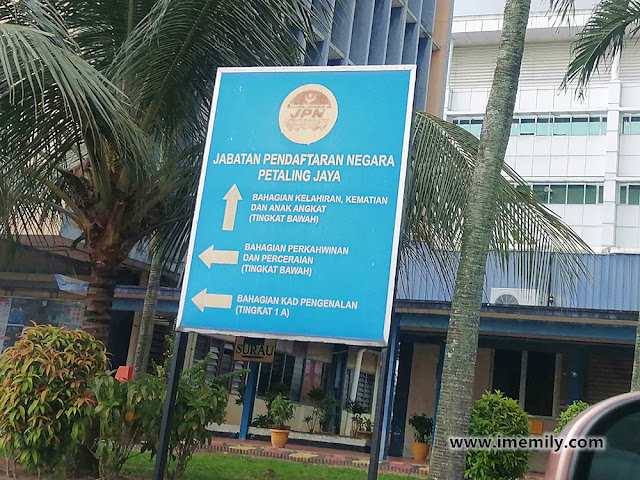 JPN
JABATAN PENDAFTARAN NEGARA
PETALING JAYA
BAHAGIAN KELAHIRAN, KEMATIAN
DAN ANAK ANGKAT
(TINGKAT BAWAH)
BAHAGIAN PERKAHWINAN
DAN PERCERAIAN
(TINGKAT BAWAH)
BAHAGIAN KAD PENGENALAN
(TINGKAT 1 A)
SURAU
www.imemily.com